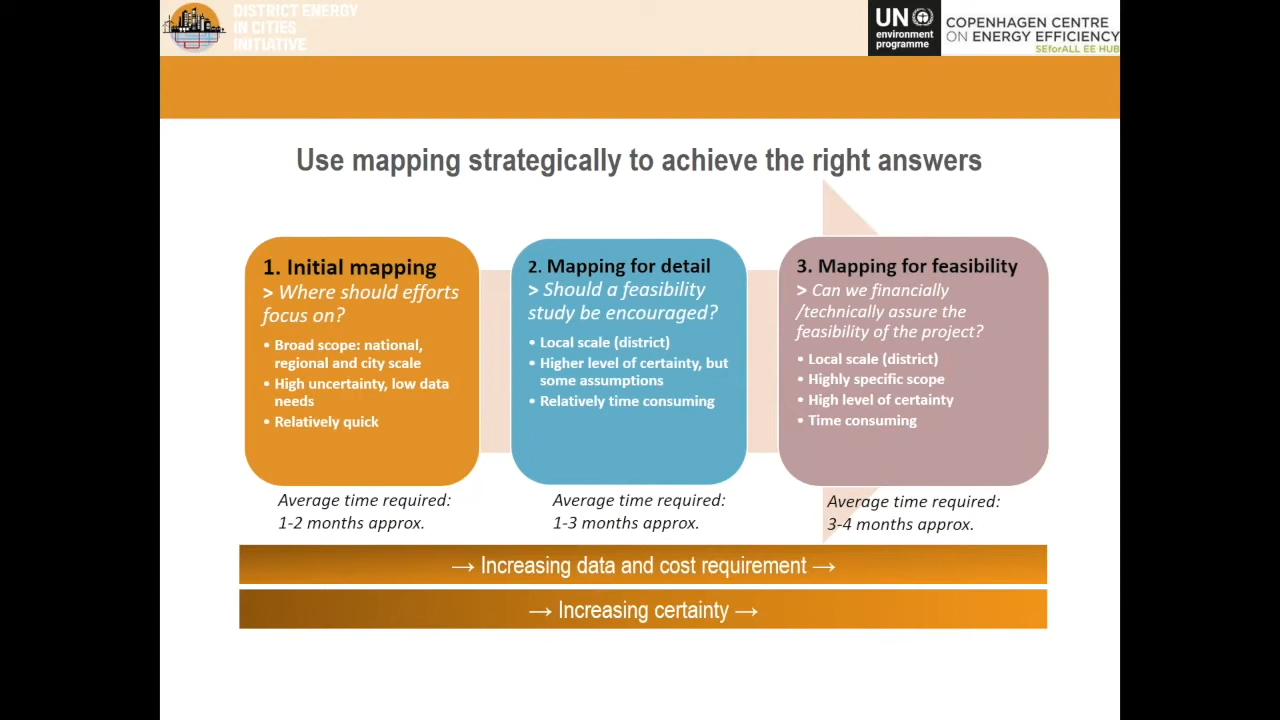 DISTRICT ENERGY
IN CITIES
INITIATIVE
UN
environment
programme
COPENHAGEN CENTRE
ON ENERGY EFFICIENCY
SEforALL EE HUB
Use mapping strategically to achieve the right answers
1. Initial mapping
> Where should efforts
focus on?
• Broad scope: national,
regional and city scale
• High uncertainty, low data
needs
• Relatively quick
Average time required:
1-2 months approx.
2. Mapping for detail
> Should a feasibility
study be encouraged?
• Local scale (district)
• Higher level of certainty, but
some assumptions
• Relatively time consuming
Average time required:
1-3 months approx.
3. Mapping for feasibility
> Can we financially
/technically assure the
feasibility of the project?
• Local scale (district)
• Highly specific scope
• High level of certainty
• Time consuming
Average time required:
3-4 months approx.
→ Increasing data and cost requirement →
→ Increasing certainty →